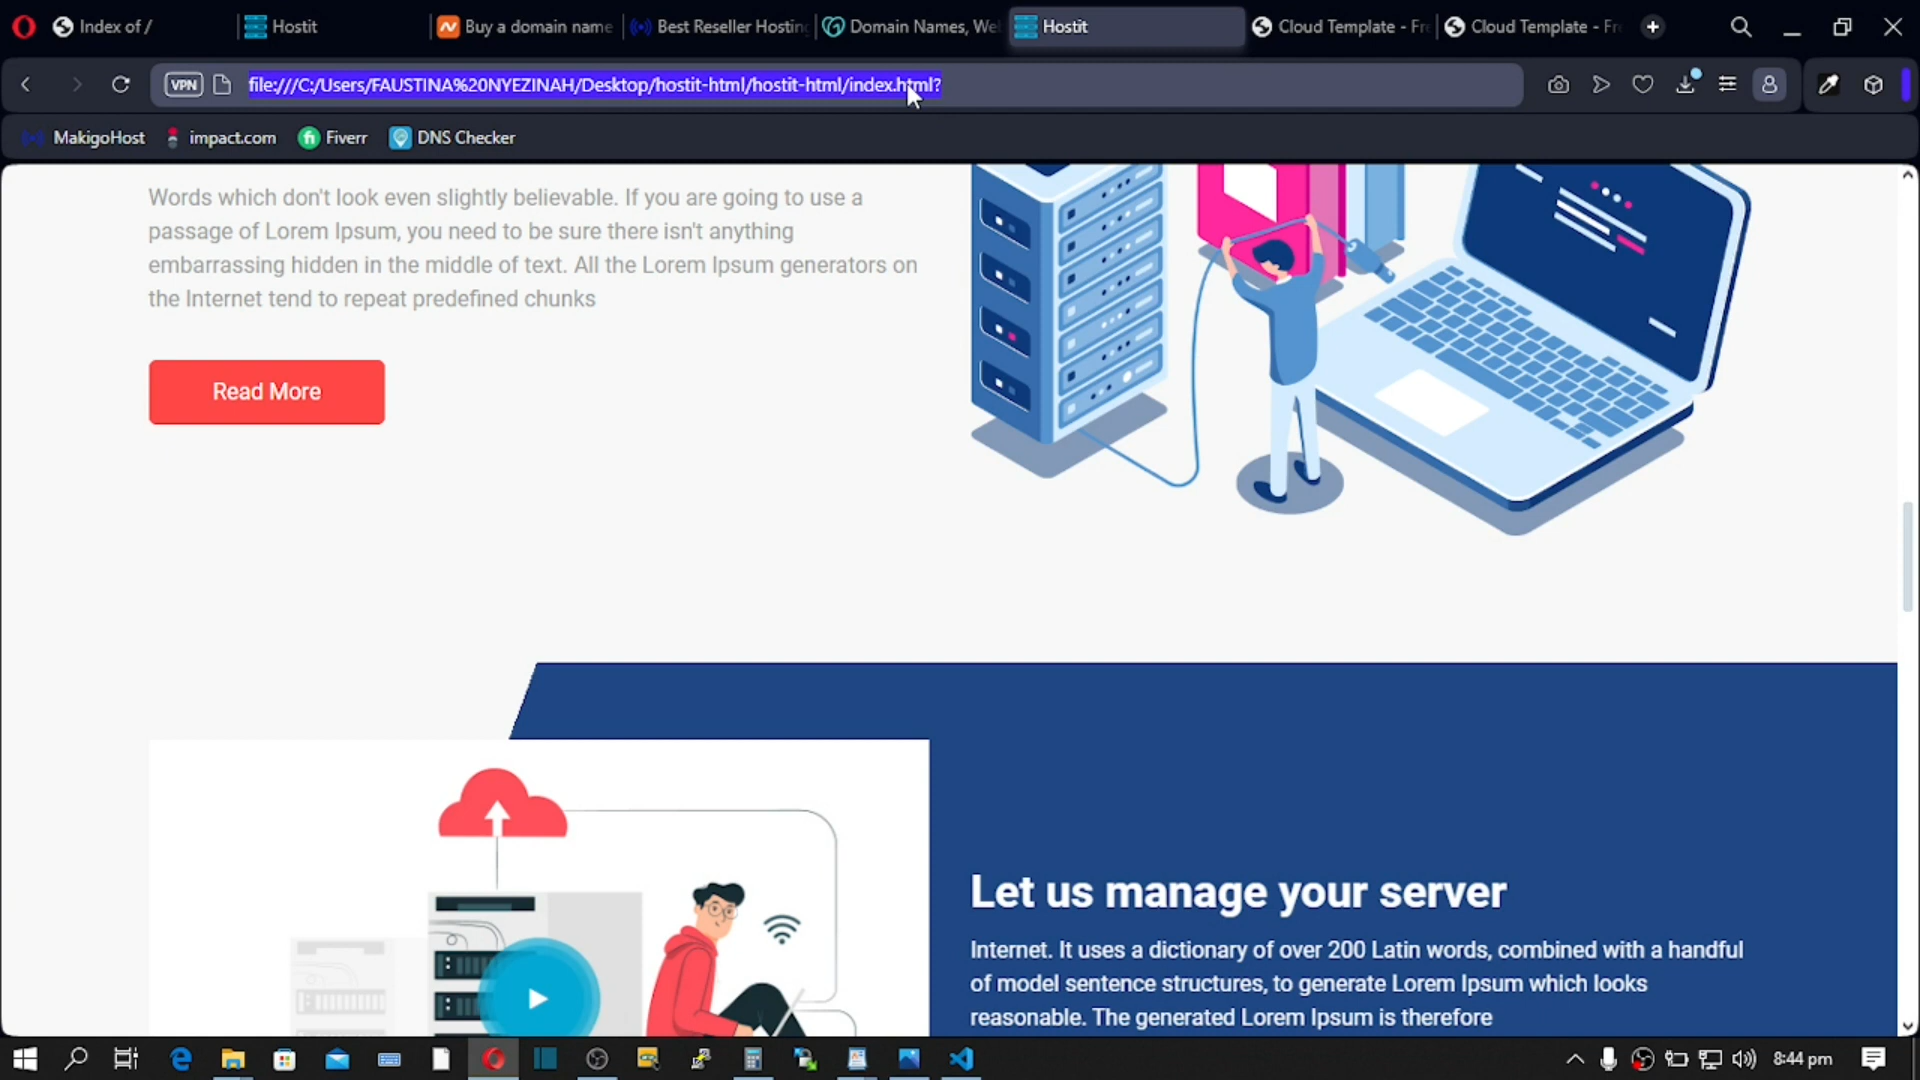 Index of /
Hostit
Buy a domain name
Best Reseller Hosting
Domain Names, We
Hostit
Cloud Template - Fr
Cloud Template - Fr
VPN
file:///C:/Users/FAUSTINA%20NYEZINAH/Desktop/hostit-html/hostit-html/index.html?
MakigoHost
impact.com
Fiverr
DNS Checker
Words which don't look even slightly believable. If you are going to use a
passage of Lorem Ipsum, you need to be sure there isn't anything
embarrassing hidden in the middle of text. All the Lorem Ipsum generators on
the Internet tend to repeat predefined chunks
Read More
Let us manage your server
Internet. It uses a dictionary of over 200 Latin words, combined with a handful
of model sentence structures, to generate Lorem Ipsum which looks
reasonable. The generated Lorem Ipsum is therefore
8:44 pm